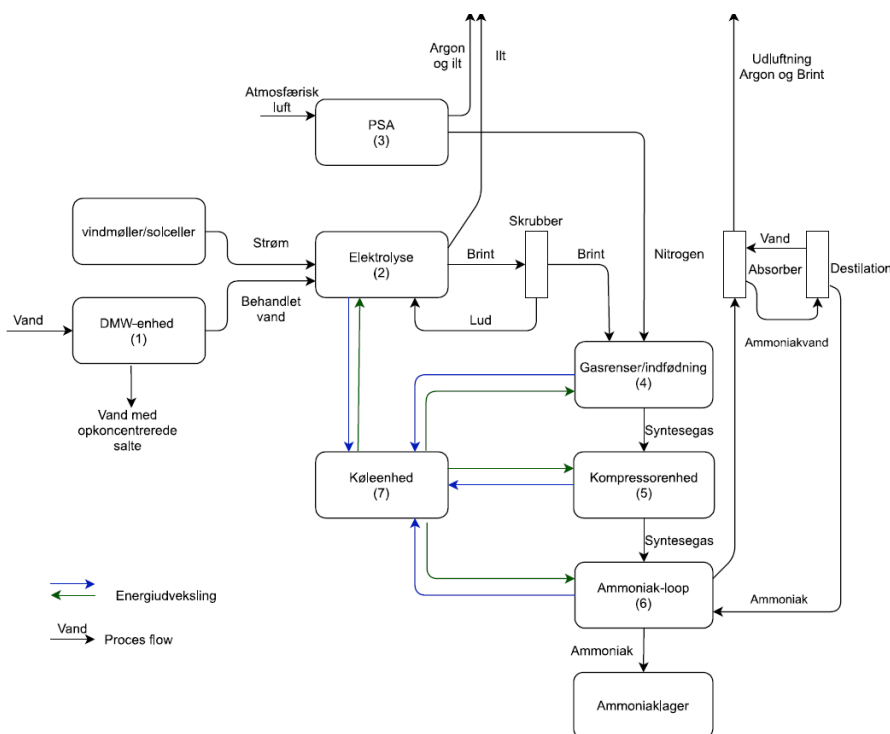 Argon
og ilt
Ilt
Udluftning
Argon og Brint
Atmosfærisk
luft
PSA
(3)
vindmøller/solceller
Strøm
Elektrolyse
(2)
Brint
Skrubber
Brint
Nitrogen
Vand
Absorber
Destilation
Behandlet
vand
Lud
Ammoniakvand
Vand
DMW-enhed
(1)
Gasrenser/indfødning
(4)
Vand med
opkoncentrerede
salte
Syntesegas
Køleenhed
(7)
Kompressorenhed
(5)
Syntesegas
Energiudveksling
Ammoniak-loop
(6)
Ammoniak
Vand
Proces flow
Ammoniak
Ammoniaklager